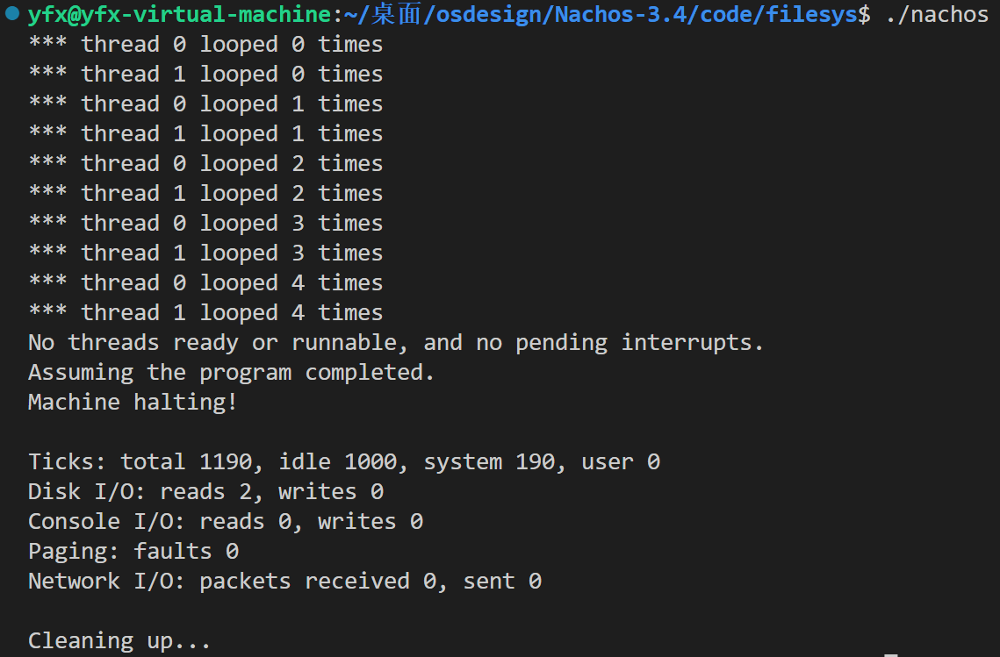 yfx@yfx-virtual-machine:~/桌面/osdesign/Nachos-3.4/code/filesys$ ./nachos
*** thread 0 looped 0 times
*** thread 1 looped 0 times
*** thread 0 looped 1 times
*** thread 1 looped 1 times
*** thread 0 looped 2 times
*** thread 1 looped 2 times
*** thread 0 looped 3 times
*** thread 1 looped 3 times
*** thread 0 looped 4 times
*** thread 1 looped 4 times
No threads ready or runnable, and no pending interrupts.
Assuming the program completed.
Machine halting!

Ticks: total 1190, idle 1000, system 190, user 0
Disk I/O: reads 2, writes 0
Console I/O: reads 0, writes 0
Paging: faults 0
Network I/O: packets received 0, sent 0

Cleaning up...